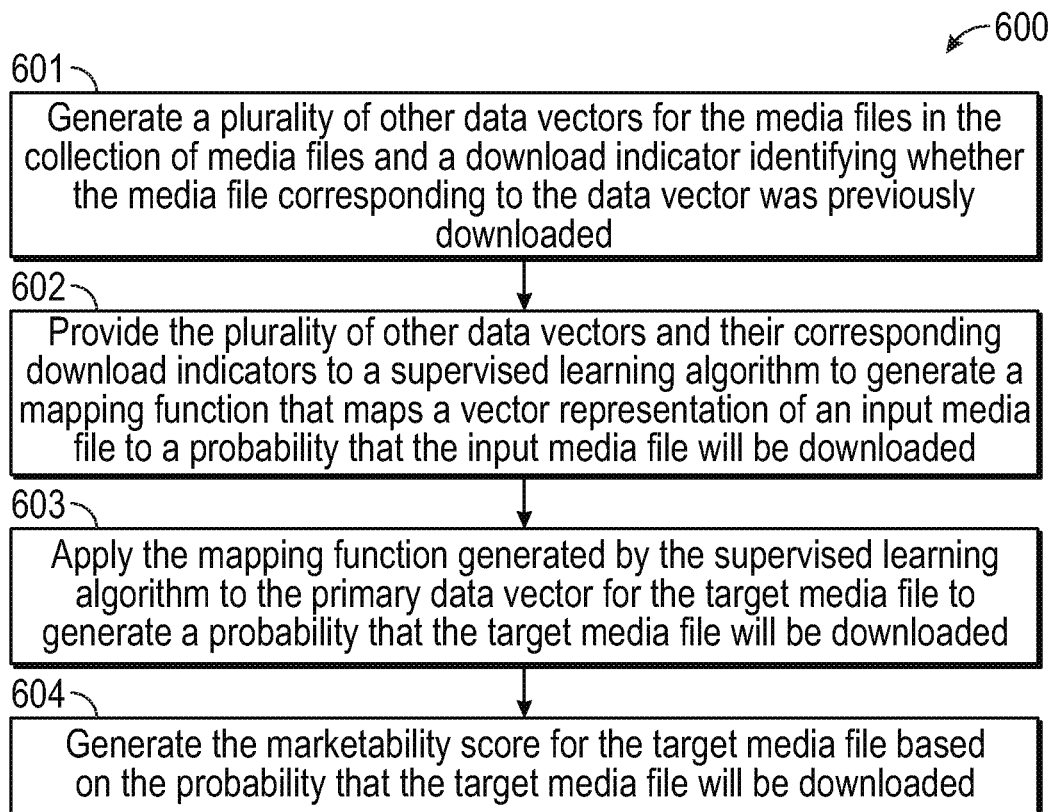 600
601
Generate a plurality of other data vectors for the media files in the
collection of media files and a download indicator identifying whether
the media file corresponding to the data vector was previously
downloaded
602
Provide the plurality of other data vectors and their corresponding
download indicators to a supervised learning algorithm to generate a
mapping function that maps a vector representation of an input media
file to a probability that the input media file will be downloaded
603
Apply the mapping function generated by the supervised learning
algorithm to the primary data vector for the target media file to
generate a probability that the target media file will be downloaded
604
Generate the marketability score for the target media file based
on the probability that the target media file will be downloaded